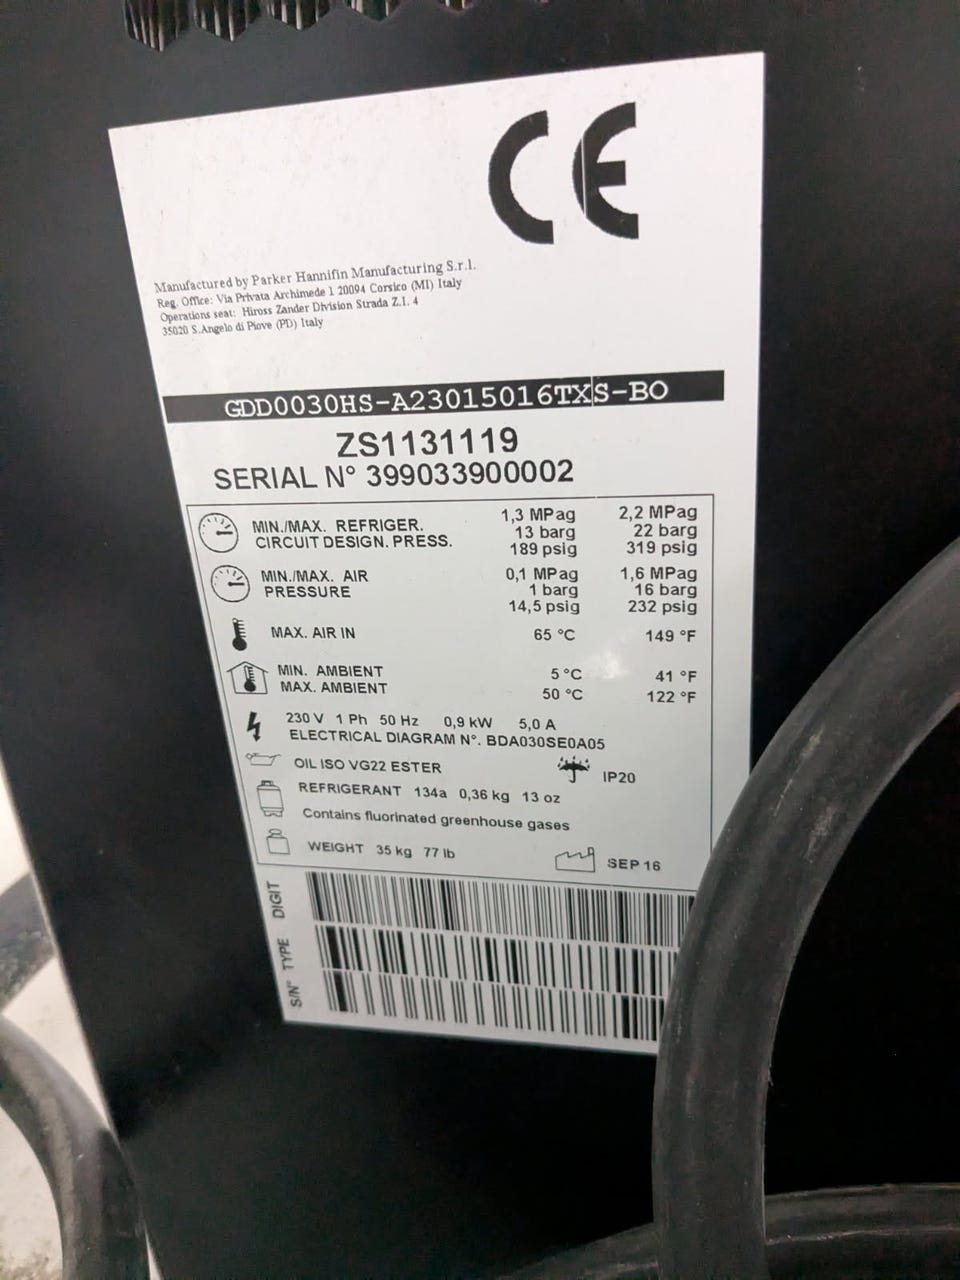 CE
Manufactured by Parker Hannifin Manufacturing S.r.l.
Reg. Office: Via Privata Archimede 1 20094 Corsico (MI) Italy
Operations seat: Hiross Zander Division Strada Z.I. 4
35020 S.Angelo di Piove (PD) Italy
GDD0030HS-A23015016TXS-BO
ZS1131119
SERIAL N° 399033900002
MIN./MAX. REFRIGER. 1,3 MPag 2,2 MPag
CIRCUIT DESIGN. PRESS. 13 barg 22 barg
189 psig 319 psig
MIN./MAX. AIR 0,1 MPag 1,6 MPag
PRESSURE 1 barg 16 barg
14,5 psig 232 psig
MAX. AIR IN 65 °C 149 °F
MIN. AMBIENT 5 °C 41 °F
MAX. AMBIENT 50 °C 122 °F
230 V 1 Ph 50 Hz 0,9 kW 5,0 A
ELECTRICAL DIAGRAM N°. BDA030SE0A05
OIL ISO VG22 ESTER IP20
REFRIGERANT 134a 0,36 kg 13 oz
Contains fluorinated greenhouse gases
WEIGHT 35 kg 77 lb SEP 16
DIGIT
TYPE
S/N°